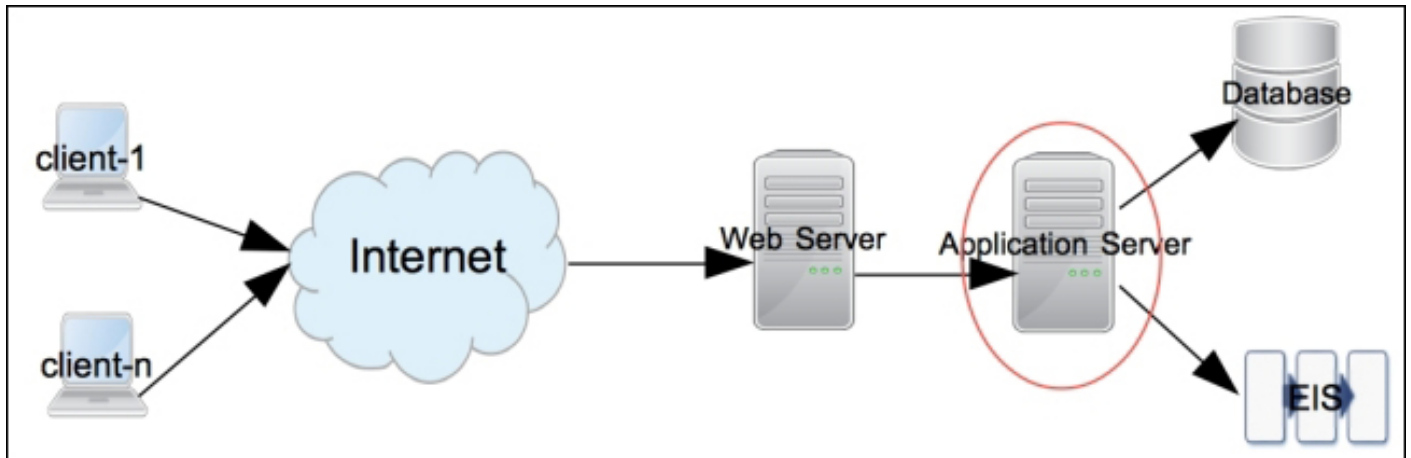 client-1
client-n
Internet
Web Server
Application Server
Database
EIS